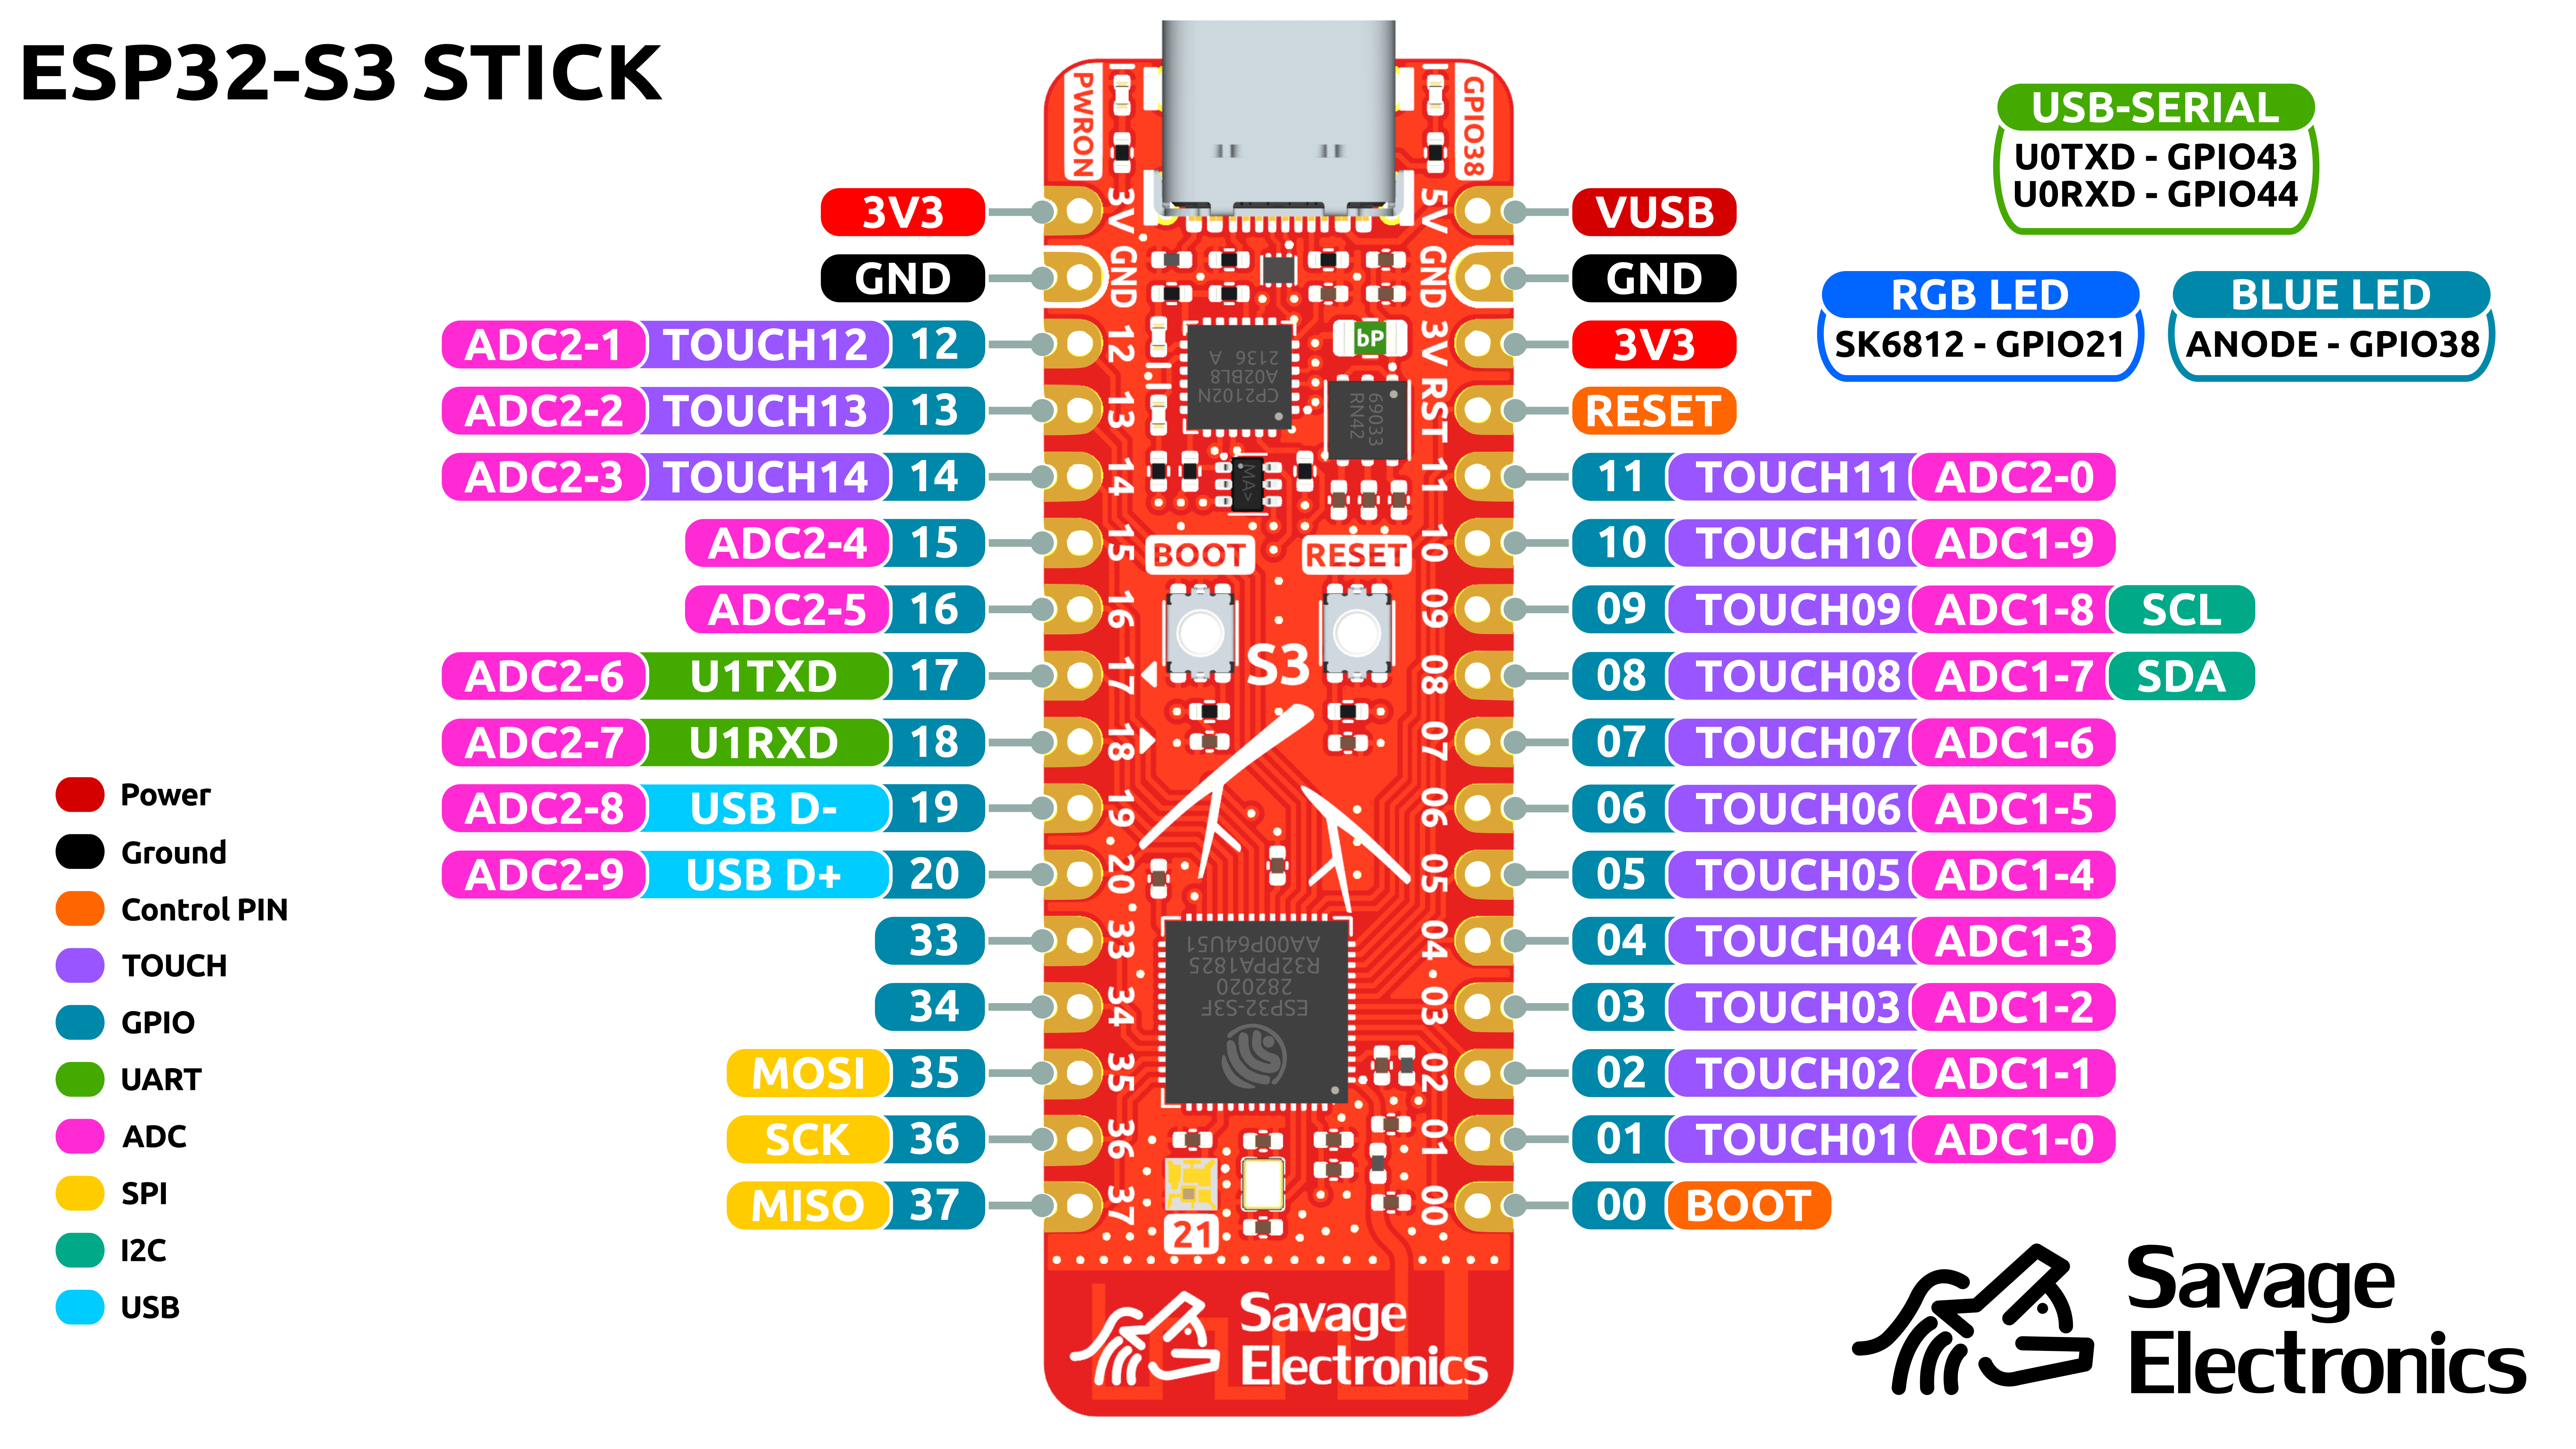 ESP32-S3 STICK
USB-SERIAL
U0TXD - GPIO43
U0RXD - GPIO44
RGB LED
SK6812 - GPIO21
BLUE LED
ANODE - GPIO38
3V3
GND
ADC2-1 TOUCH12 12
ADC2-2 TOUCH13 13
ADC2-3 TOUCH14 14
ADC2-4 15
ADC2-5 16
ADC2-6 U1TXD 17
ADC2-7 U1RXD 18
ADC2-8 USB D- 19
ADC2-9 USB D+ 20
33
34
MOSI 35
SCK 36
MISO 37
PWRON
3V
GND
12
13
14
15
16
17
18
19
20
33
34
35
36
37
GPIO38
5V
GND
3V
RST
11
10
09
08
07
06
05
04
03
02
01
00
CP2102N
A02BL8
2136 A
bP
69033
RN42
MA>
BOOT
RESET
S3
ESP32-S3F
282020
R32PPA1825
AA00P64U51
21
Savage
Electronics
VUSB
GND
3V3
RESET
11 TOUCH11 ADC2-0
10 TOUCH10 ADC1-9
09 TOUCH09 ADC1-8 SCL
08 TOUCH08 ADC1-7 SDA
07 TOUCH07 ADC1-6
06 TOUCH06 ADC1-5
05 TOUCH05 ADC1-4
04 TOUCH04 ADC1-3
03 TOUCH03 ADC1-2
02 TOUCH02 ADC1-1
01 TOUCH01 ADC1-0
00 BOOT
Power
Ground
Control PIN
TOUCH
GPIO
UART
ADC
SPI
I2C
USB
Savage
Electronics